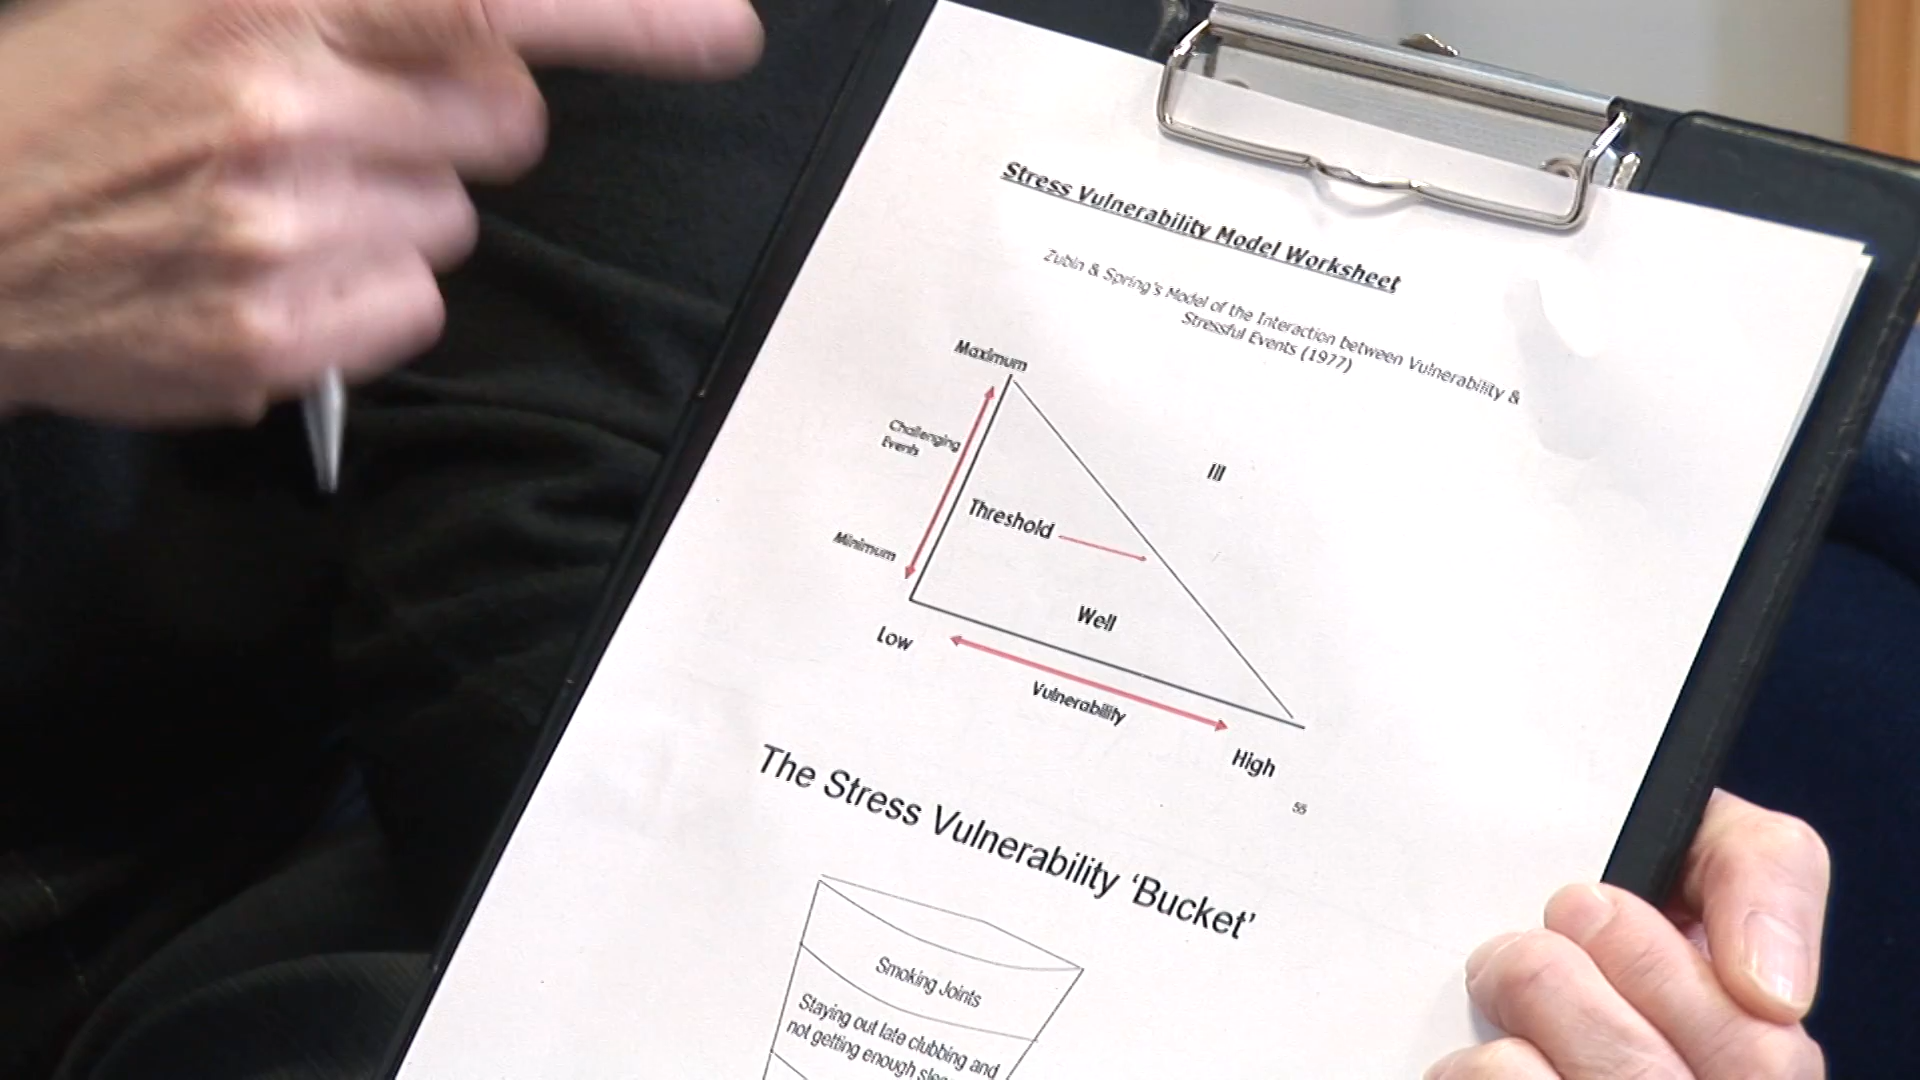 Stress Vulnerability Model Worksheet
Zubin & Spring's Model of the Interaction between Vulnerability &
Stressful Events (1977)
Maximum
Challenging
Events
Ill
Threshold
Minimum
Well
Low
Vulnerability
High
55
The Stress Vulnerability ‘Bucket’
Smoking Joints
Staying out late clubbing and
not getting enough